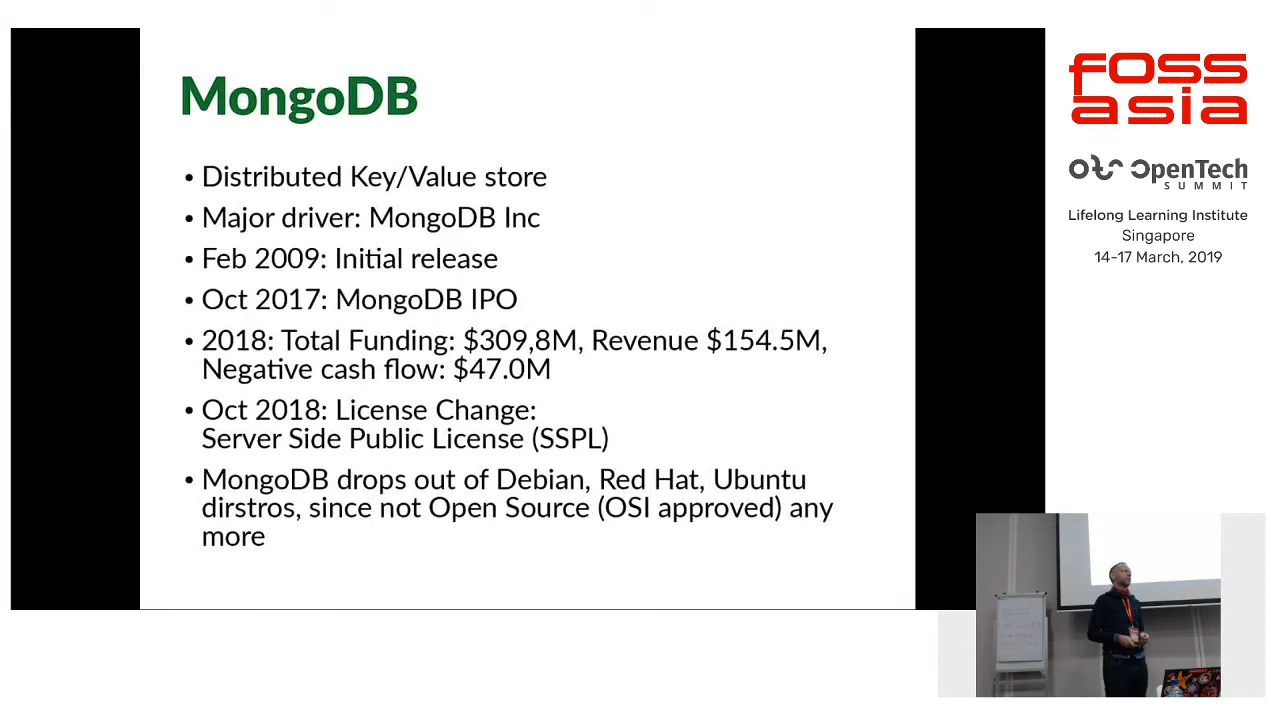 MongoDB
• Distributed Key/Value store
• Major driver: MongoDB Inc
• Feb 2009: Initial release
• Oct 2017: MongoDB IPO
• 2018: Total Funding: $309,8M, Revenue $154.5M,
Negative cash flow: $47.0M
• Oct 2018: License Change:
Server Side Public License (SSPL)
• MongoDB drops out of Debian, Red Hat, Ubuntu
dirstros, since not Open Source (OSI approved) any
more
FOSS
asia
OpenTech
SUMMIT
Lifelong Learning Institute
Singapore
14-17 March, 2019